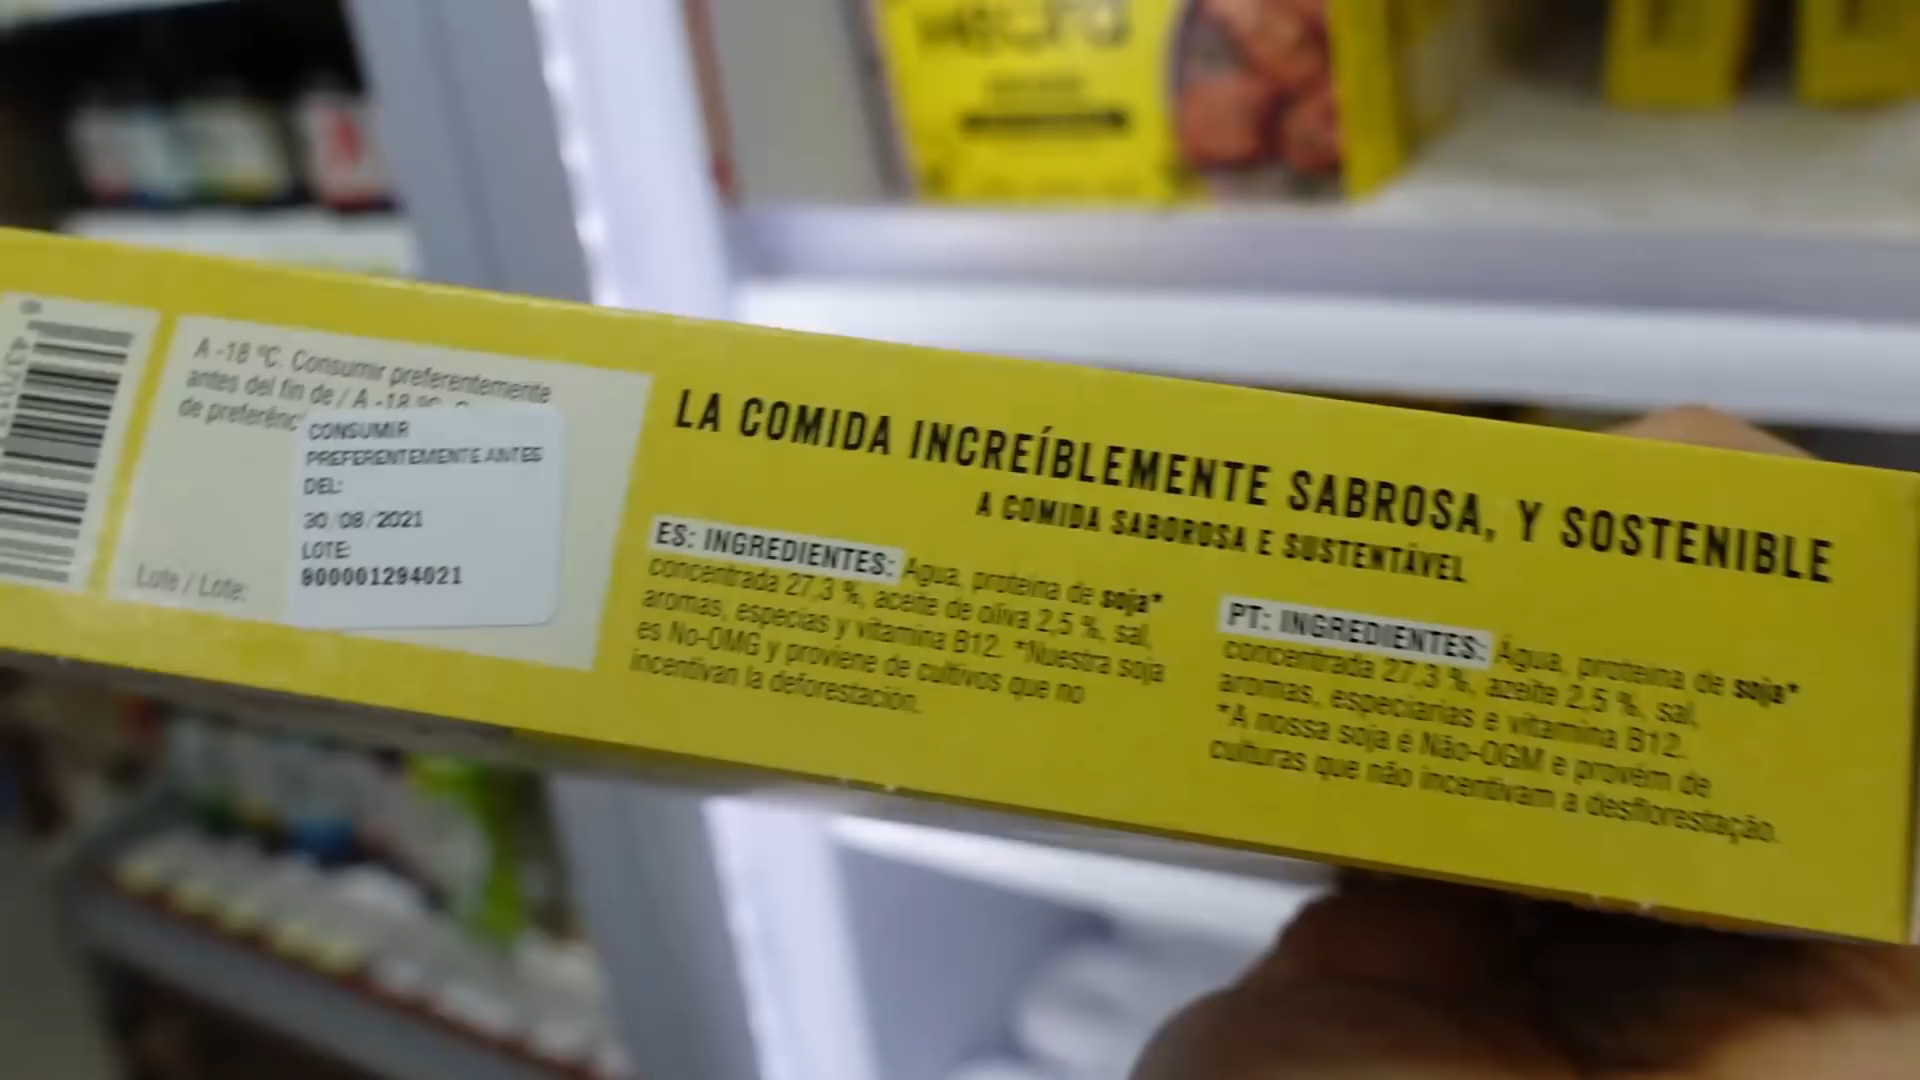 A -18 ºC. Consumir preferentemente
antes del fin de / A -18 ºC.
de preferênc
CONSUMIR
PREFERENTEMENTE ANTES
DEL:
30/08/2021
LOTE:
900001294021
Lote / Lote:
LA COMIDA INCREÍBLEMENTE SABROSA, Y SOSTENIBLE
A COMIDA SABOROSA E SUSTENTÁVEL
ES: INGREDIENTES: Agua, proteína de soja*
concentrada 27,3 %, aceite de oliva 2,5 %, sal,
aromas, especias y vitamina B12. *Nuestra soja
es No-OMG y proviene de cultivos que no
incentivan la deforestación.
PT: INGREDIENTES: Água, proteína de soja*
concentrada 27,3 %, azeite 2,5 %, sal,
aromas, especiarias e vitamina B12.
*A nossa soja é Não-OGM e provém de
culturas que não incentivam a desflorestação.